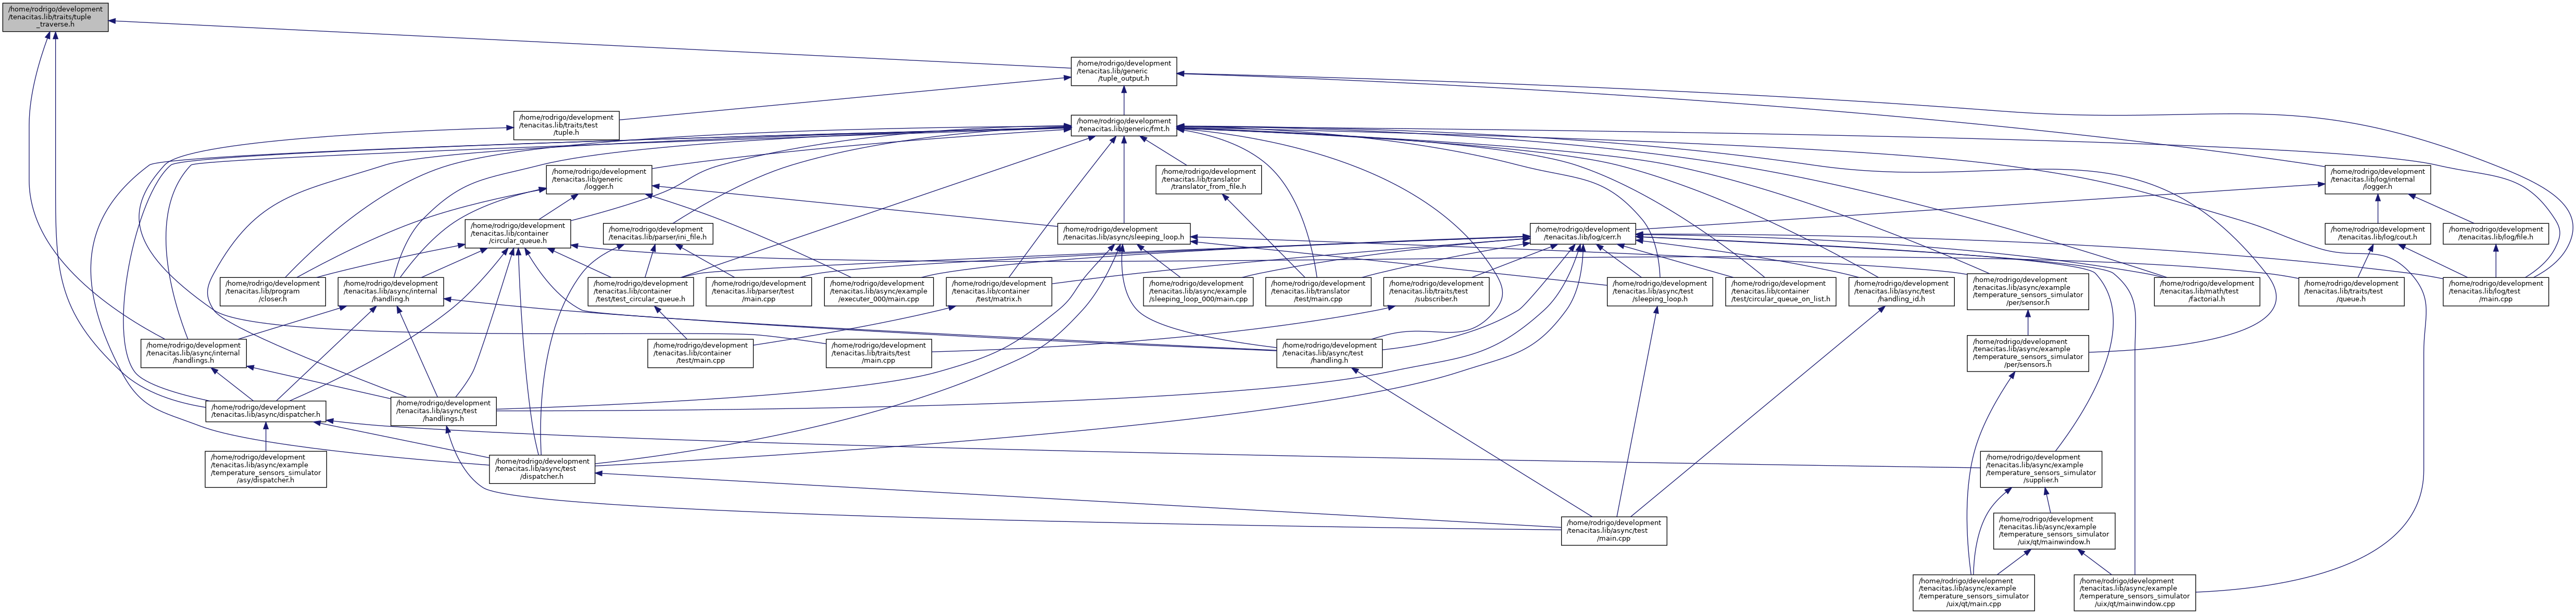 /home/rodrigo/development
/tenacitas.lib/traits/tuple
_traverse.h
/home/rodrigo/development
/tenacitas.lib/generic
/tuple_output.h
/home/rodrigo/development
/tenacitas.lib/traits/test
/tuple.h
/home/rodrigo/development
/tenacitas.lib/generic/fmt.h
/home/rodrigo/development
/tenacitas.lib/generic
/logger.h
/home/rodrigo/development
/tenacitas.lib/translator
/translator_from_file.h
/home/rodrigo/development
/tenacitas.lib/log/internal
/logger.h
/home/rodrigo/development
/tenacitas.lib/container
/circular_queue.h
/home/rodrigo/development
/tenacitas.lib/parser/ini_file.h
/home/rodrigo/development
/tenacitas.lib/async/sleeping_loop.h
/home/rodrigo/development
/tenacitas.lib/log/cerr.h
/home/rodrigo/development
/tenacitas.lib/log/cout.h
/home/rodrigo/development
/tenacitas.lib/log/file.h
/home/rodrigo/development
/tenacitas.lib/program
/closer.h
/home/rodrigo/development
/tenacitas.lib/async/internal
/handling.h
/home/rodrigo/development
/tenacitas.lib/container
/test/test_circular_queue.h
/home/rodrigo/development
/tenacitas.lib/parser/test
/main.cpp
/home/rodrigo/development
/tenacitas.lib/async/example
/executer_000/main.cpp
/home/rodrigo/development
/tenacitas.lib/container
/test/matrix.h
/home/rodrigo/development
/tenacitas.lib/async/example
/sleeping_loop_000/main.cpp
/home/rodrigo/development
/tenacitas.lib/translator
/test/main.cpp
/home/rodrigo/development
/tenacitas.lib/traits/test
/subscriber.h
/home/rodrigo/development
/tenacitas.lib/async/test
/sleeping_loop.h
/home/rodrigo/development
/tenacitas.lib/container
/test/circular_queue_on_list.h
/home/rodrigo/development
/tenacitas.lib/async/test
/handling_id.h
/home/rodrigo/development
/tenacitas.lib/async/example
/temperature_sensors_simulator
/per/sensor.h
/home/rodrigo/development
/tenacitas.lib/math/test
/factorial.h
/home/rodrigo/development
/tenacitas.lib/traits/test
/queue.h
/home/rodrigo/development
/tenacitas.lib/log/test
/main.cpp
/home/rodrigo/development
/tenacitas.lib/async/internal
/handlings.h
/home/rodrigo/development
/tenacitas.lib/container
/test/main.cpp
/home/rodrigo/development
/tenacitas.lib/traits/test
/main.cpp
/home/rodrigo/development
/tenacitas.lib/async/test
/handling.h
/home/rodrigo/development
/tenacitas.lib/async/example
/temperature_sensors_simulator
/per/sensors.h
/home/rodrigo/development
/tenacitas.lib/async/dispatcher.h
/home/rodrigo/development
/tenacitas.lib/async/test
/handlings.h
/home/rodrigo/development
/tenacitas.lib/async/example
/temperature_sensors_simulator
/asy/dispatcher.h
/home/rodrigo/development
/tenacitas.lib/async/test
/dispatcher.h
/home/rodrigo/development
/tenacitas.lib/async/example
/temperature_sensors_simulator
/supplier.h
/home/rodrigo/development
/tenacitas.lib/async/test
/main.cpp
/home/rodrigo/development
/tenacitas.lib/async/example
/temperature_sensors_simulator
/uix/qt/mainwindow.h
/home/rodrigo/development
/tenacitas.lib/async/example
/temperature_sensors_simulator
/uix/qt/main.cpp
/home/rodrigo/development
/tenacitas.lib/async/example
/temperature_sensors_simulator
/uix/qt/mainwindow.cpp